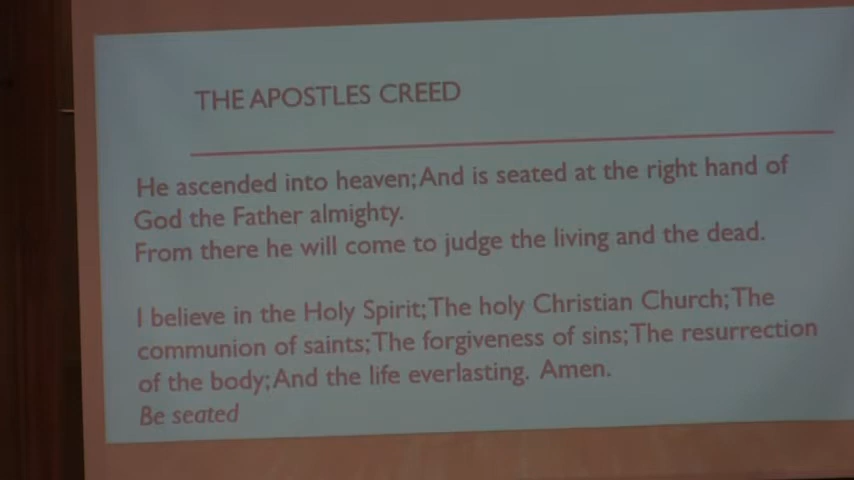 THE APOSTLES CREED
He ascended into heaven; And is seated at the right hand of
God the Father almighty.
From there he will come to judge the living and the dead.
I believe in the Holy Spirit; The holy Christian Church; The
communion of saints; The forgiveness of sins; The resurrection
of the body; And the life everlasting. Amen.
Be seated